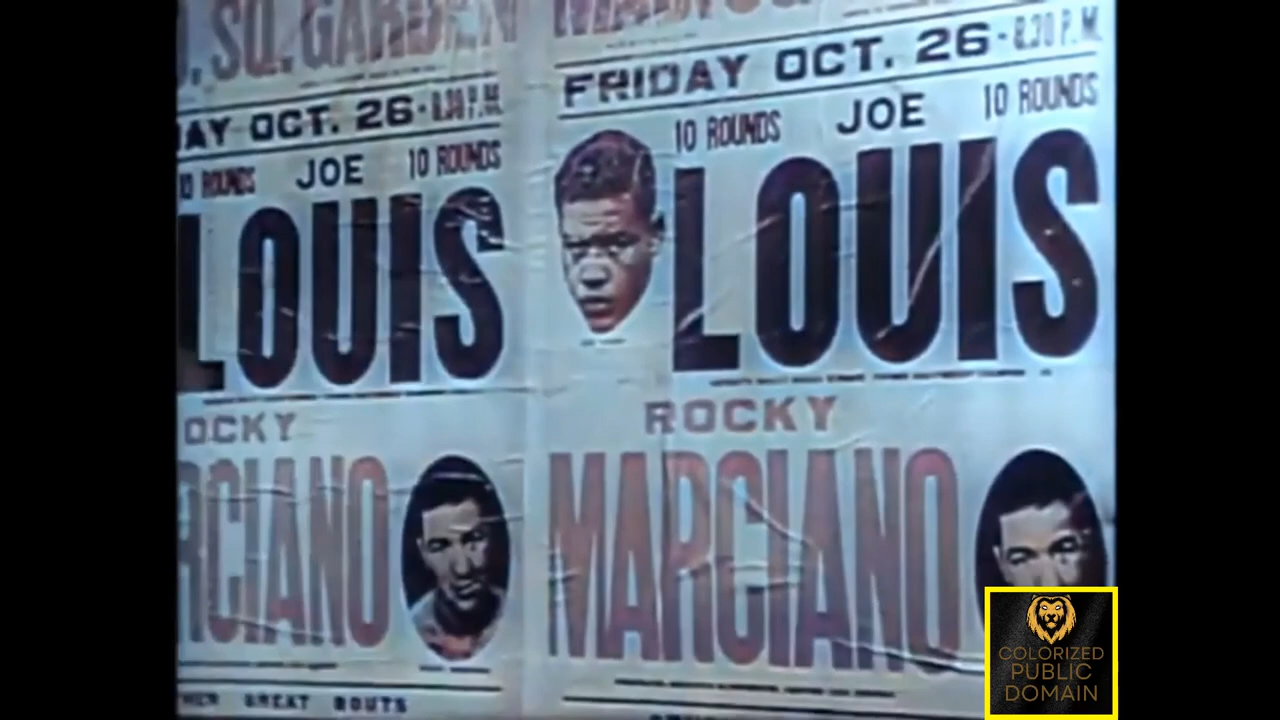 SQ. GARDEN
AY OCT. 26-8.30 P.M.
10 ROUNDS JOE 10 ROUNDS
LOUIS
OCKY
RCIANO
HER GREAT BOUTS
FRIDAY OCT. 26-8.30 P.M.
10 ROUNDS JOE 10 ROUNDS
LOUIS
ROCKY
MARCIANO
COLORIZED
PUBLIC
DOMAIN